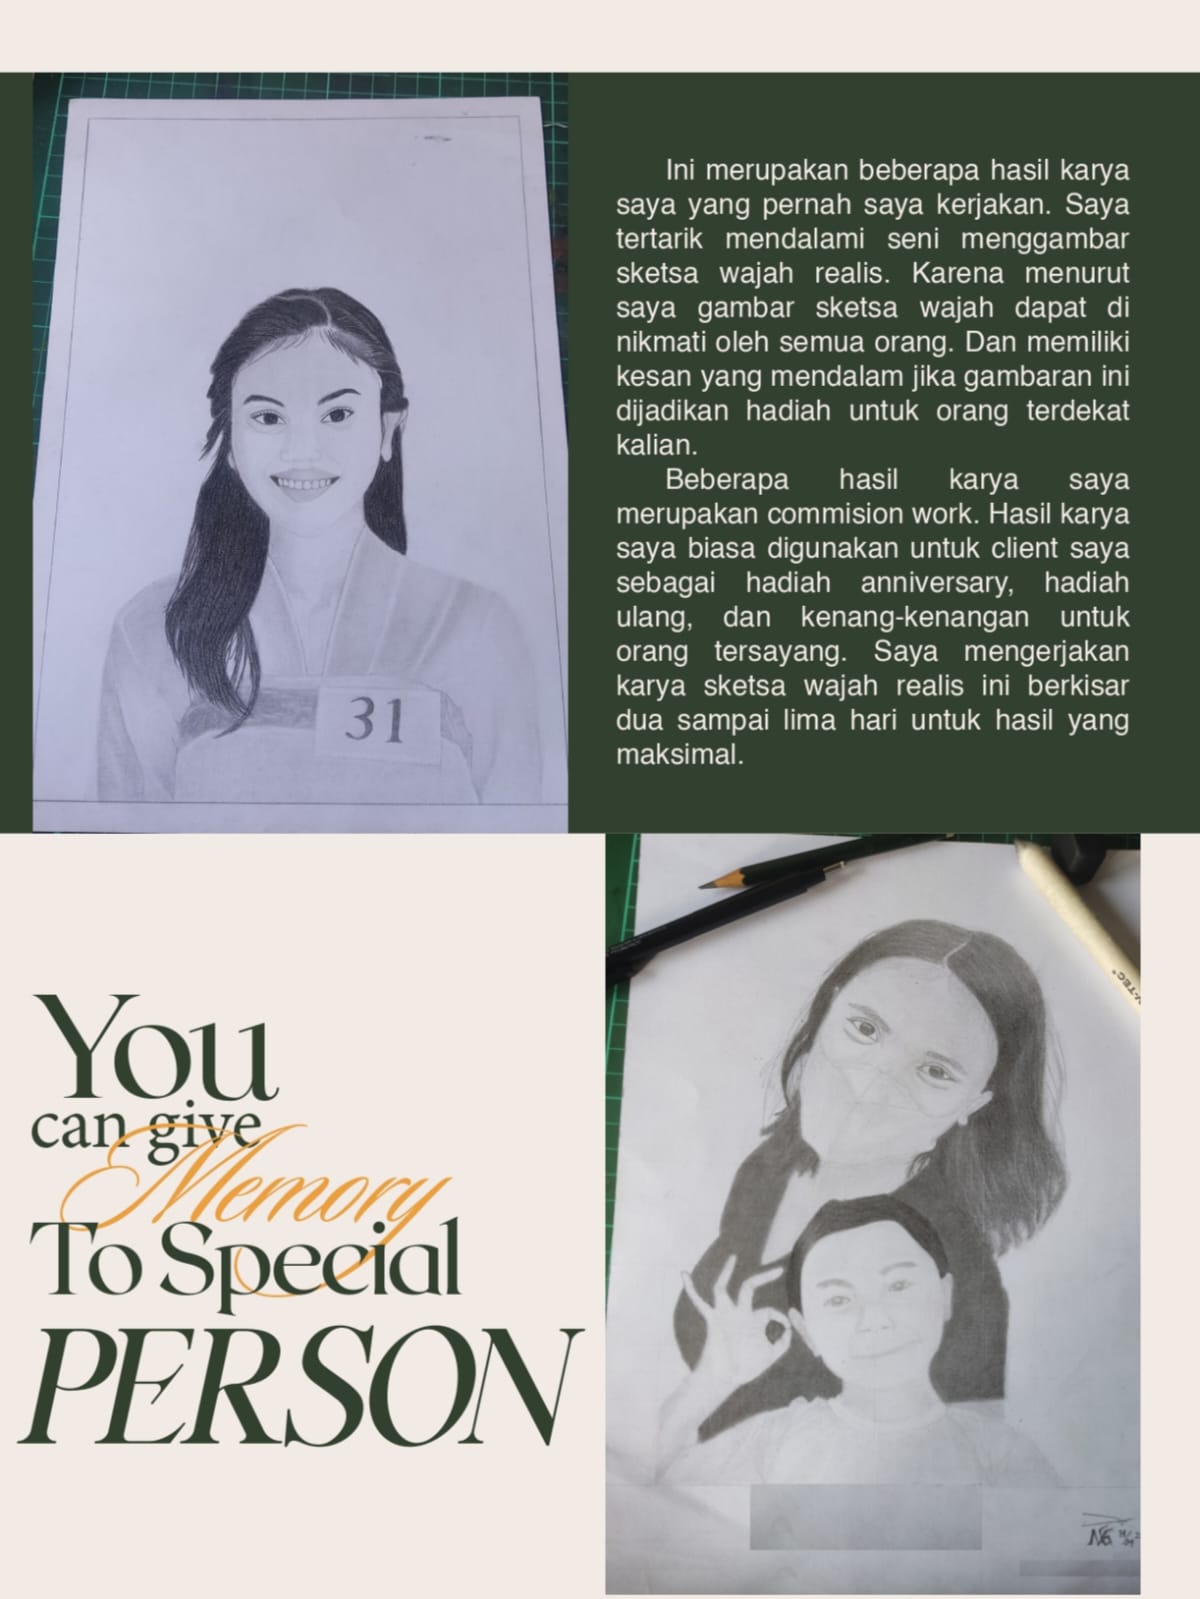 Ini merupakan beberapa hasil karya
saya yang pernah saya kerjakan. Saya
tertarik mendalami seni menggambar
sketsa wajah realis. Karena menurut
saya gambar sketsa wajah dapat di
nikmati oleh semua orang. Dan memiliki
kesan yang mendalam jika gambaran ini
dijadikan hadiah untuk orang terdekat
kalian.
Beberapa hasil karya saya
merupakan commision work. Hasil karya
saya biasa digunakan untuk client saya
sebagai hadiah anniversary, hadiah
ulang, dan kenang-kenangan untuk
orang tersayang. Saya mengerjakan
karya sketsa wajah realis ini berkisar
dua sampai lima hari untuk hasil yang
maksimal.
31
You
can give
Memory
To Special
PERSON